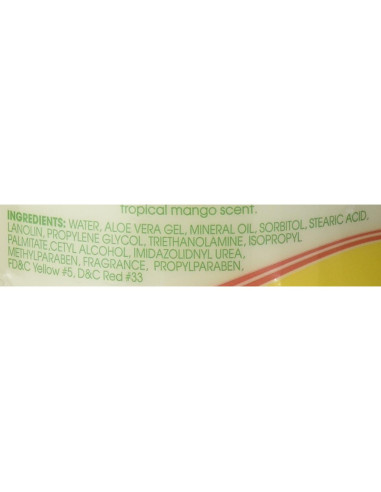 tropical mango scent.
INGREDIENTS: WATER, ALOE VERA GEL, MINERAL OIL, SORBITOL, STEARIC ACID,
LANOLIN, PROPYLENE GLYCOL, TRIETHANOLAMINE, ISOPROPYL
PALMITATE.CETYL ALCOHOL, IMIDAZOLIDNYL UREA,
METHYLPARABEN, FRAGRANCE, PROPYLPARABEN,
FD&C Yellow #5, D&C Red #33